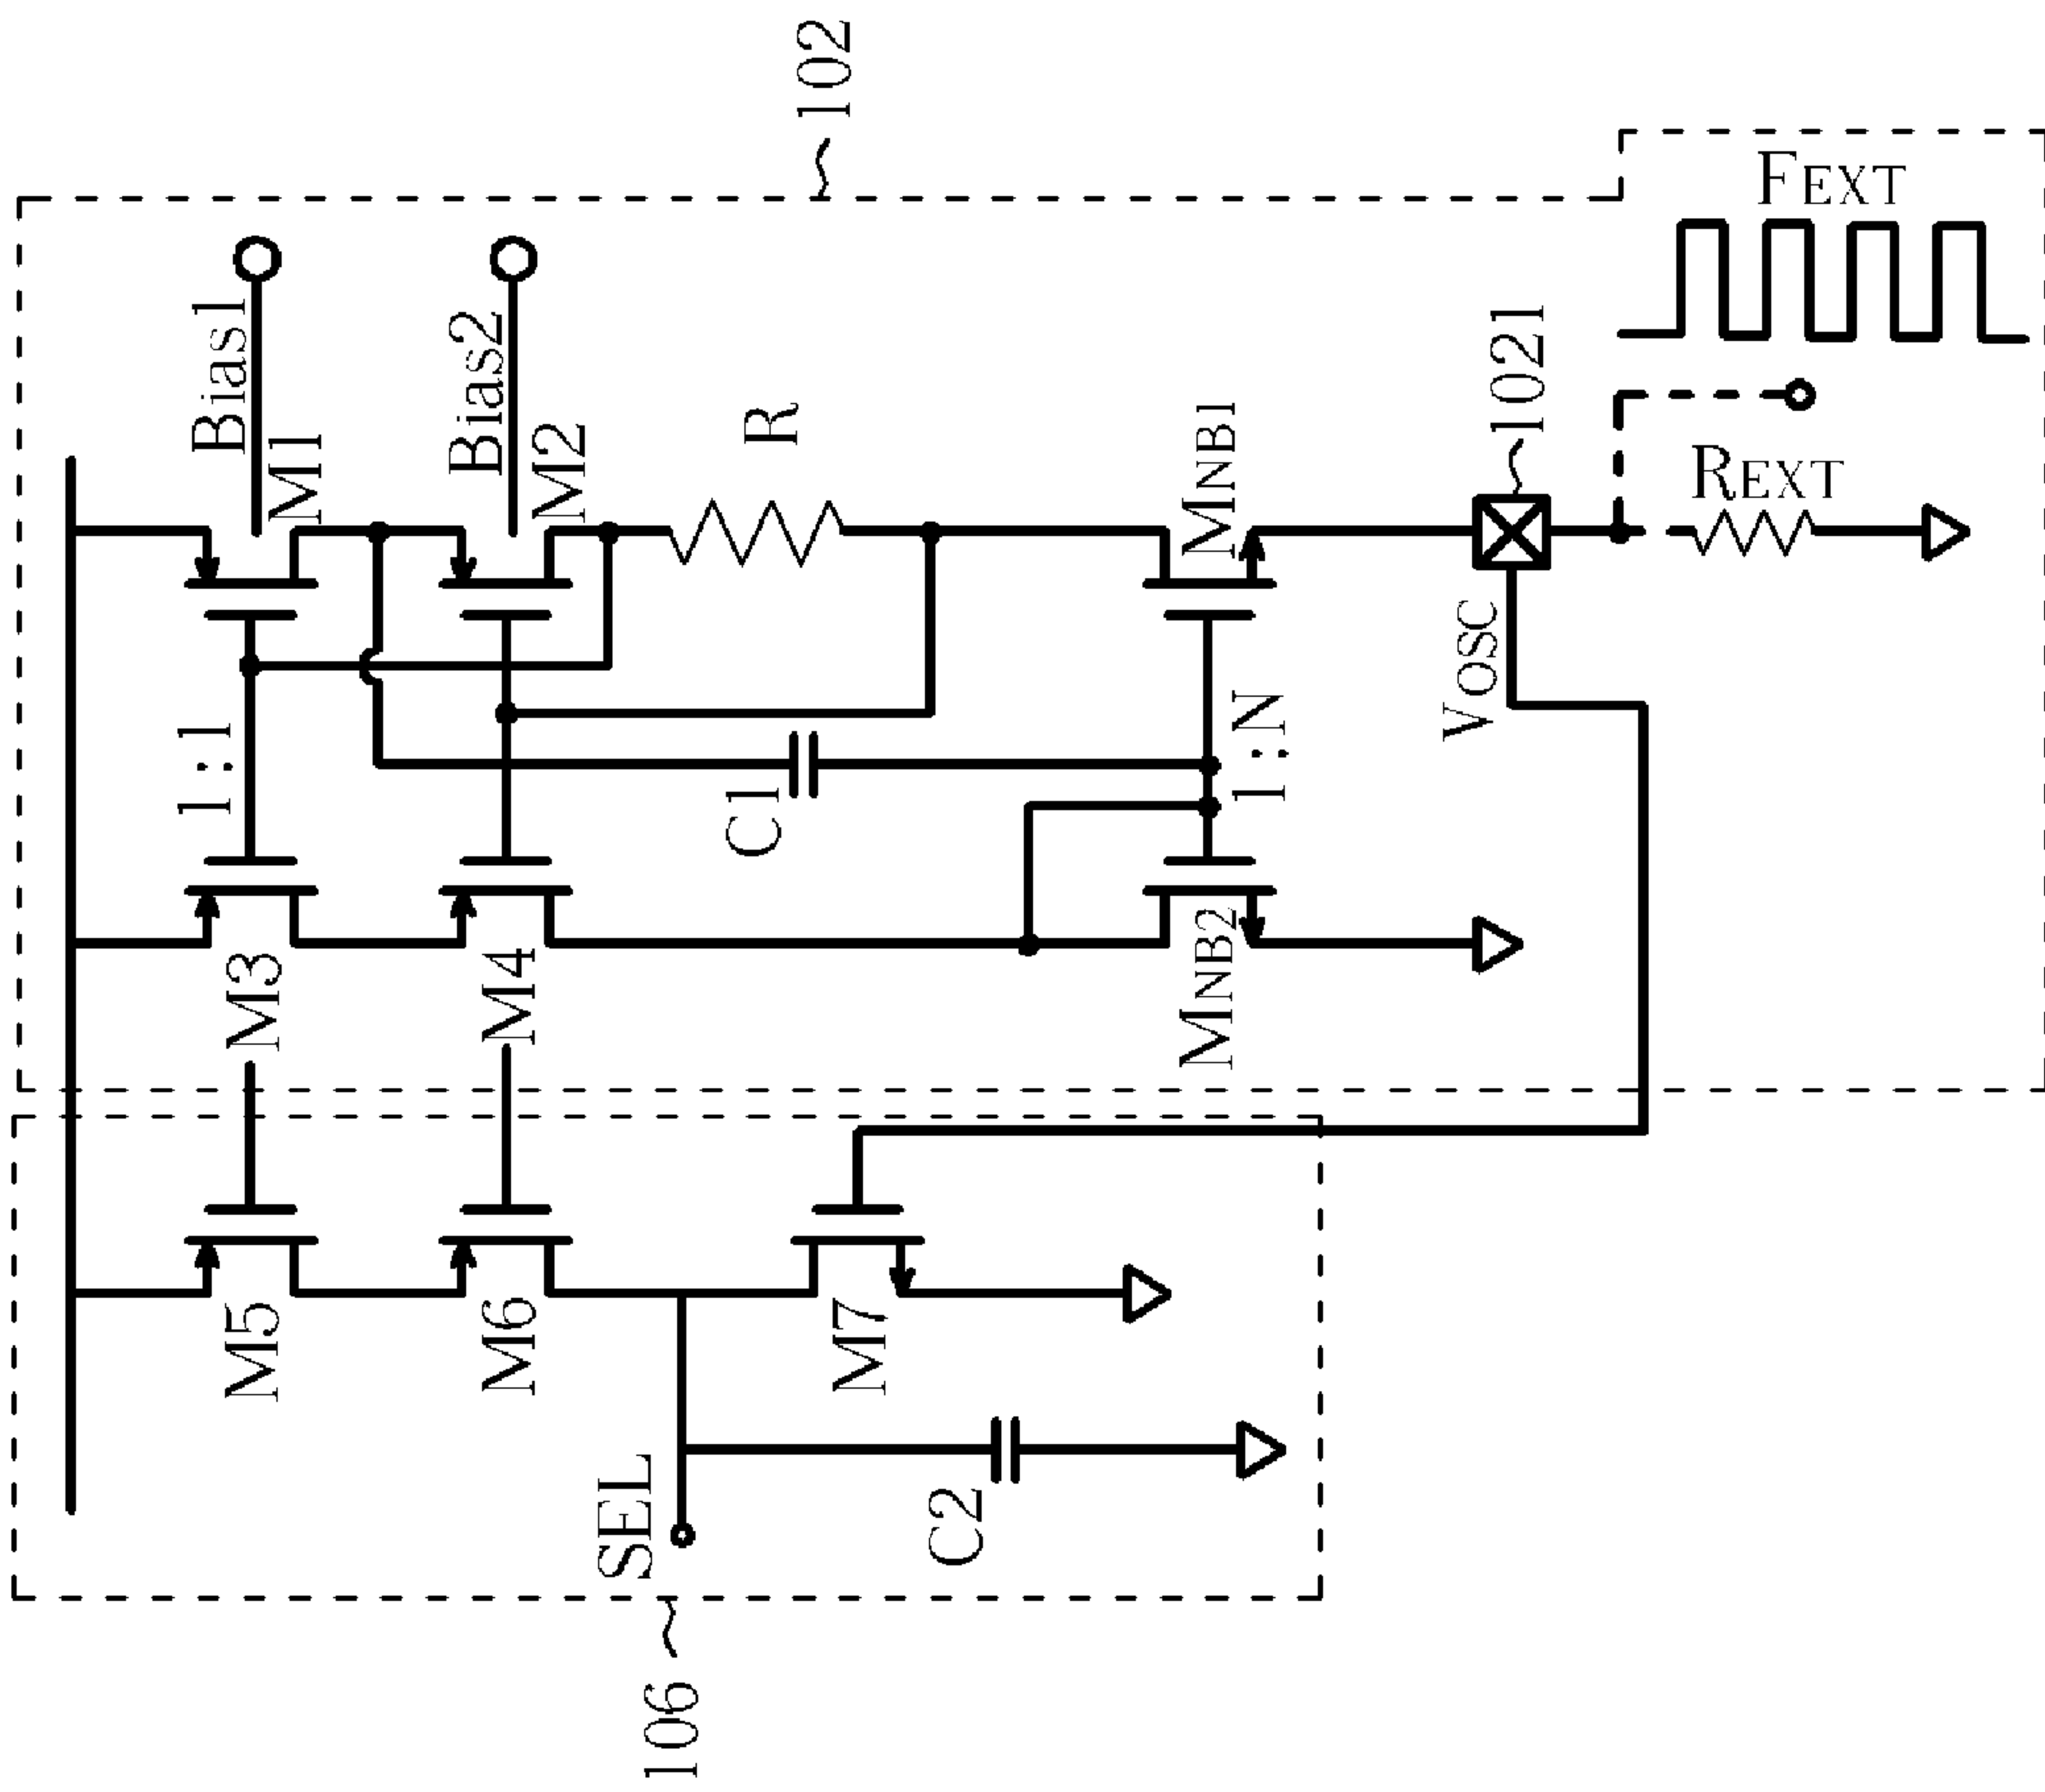 102
FEXT
Bias1
M1
Bias2
M2
R
MNB1
1021
REXT
VOSC
1:1
C1
1:N
M3
M4
MNB2
M5
M6
M7
SEL
C2
106